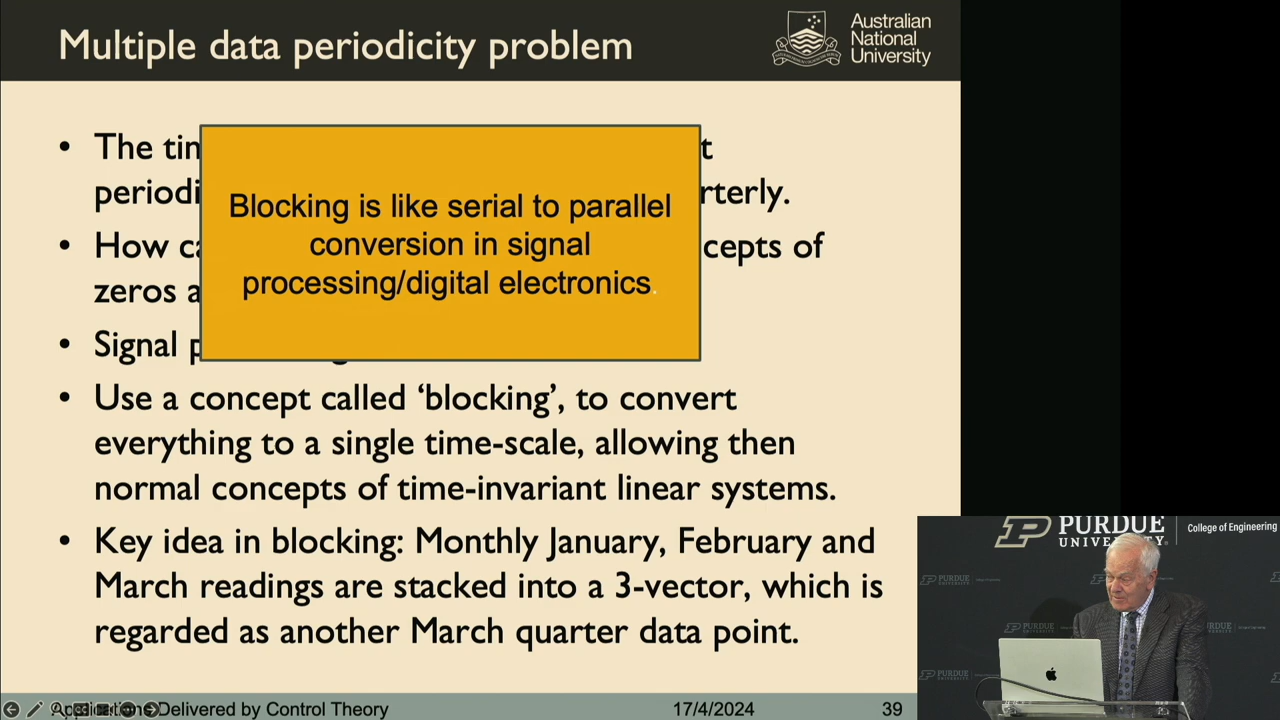 Multiple data periodicity problem
Australian
National
University
• The
t
rterly.
• How
cepts of
zeros
• Signal
Blocking is like serial to parallel
conversion in signal
processing/digital electronics.
• Use a concept called ‘blocking’, to convert
everything to a single time-scale, allowing then
normal concepts of time-invariant linear systems.
• Key idea in blocking: Monthly January, February and
March readings are stacked into a 3-vector, which is
regarded as another March quarter data point.
Applications Delivered by Control Theory
17/4/2024
39
PURDUE
UNIVERSITY
College of Engineering